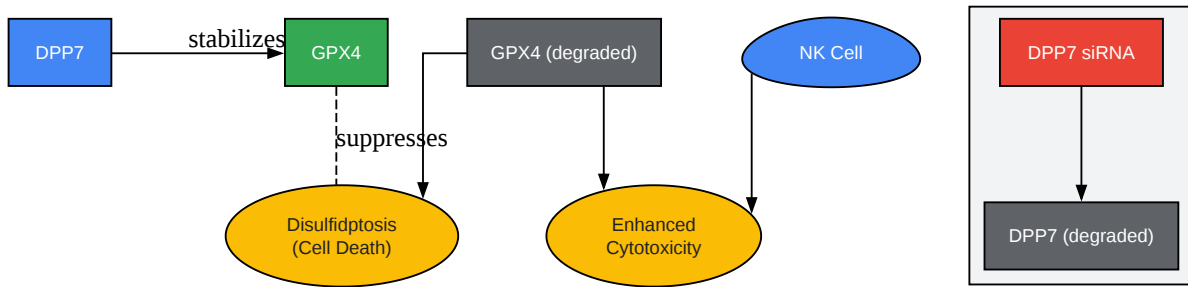 DPP7
stabilizes
GPX4
GPX4 (degraded)
NK Cell
DPP7 siRNA
suppresses
Disulfidptosis
(Cell Death)
Enhanced
Cytotoxicity
DPP7 (degraded)